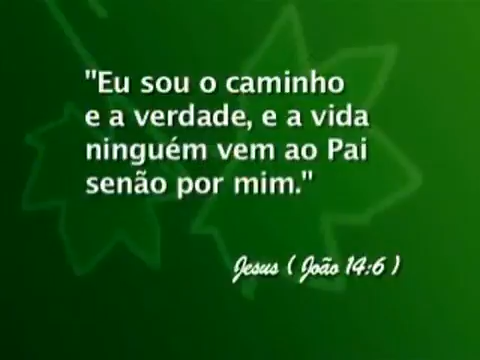 "Eu sou o caminho
e a verdade, e a vida
ninguém vem ao Pai
senão por mim."
Jesus ( João 14:6 )